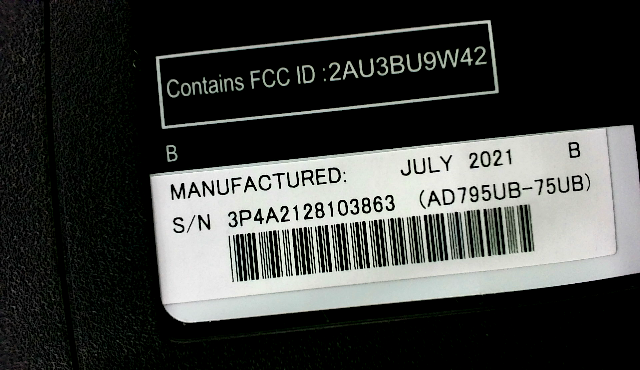 Contains FCC ID :2AU3BU9W42
B
MANUFACTURED: JULY 2021 B
S/N 3P4A2128103863 (AD795UB-75UB)